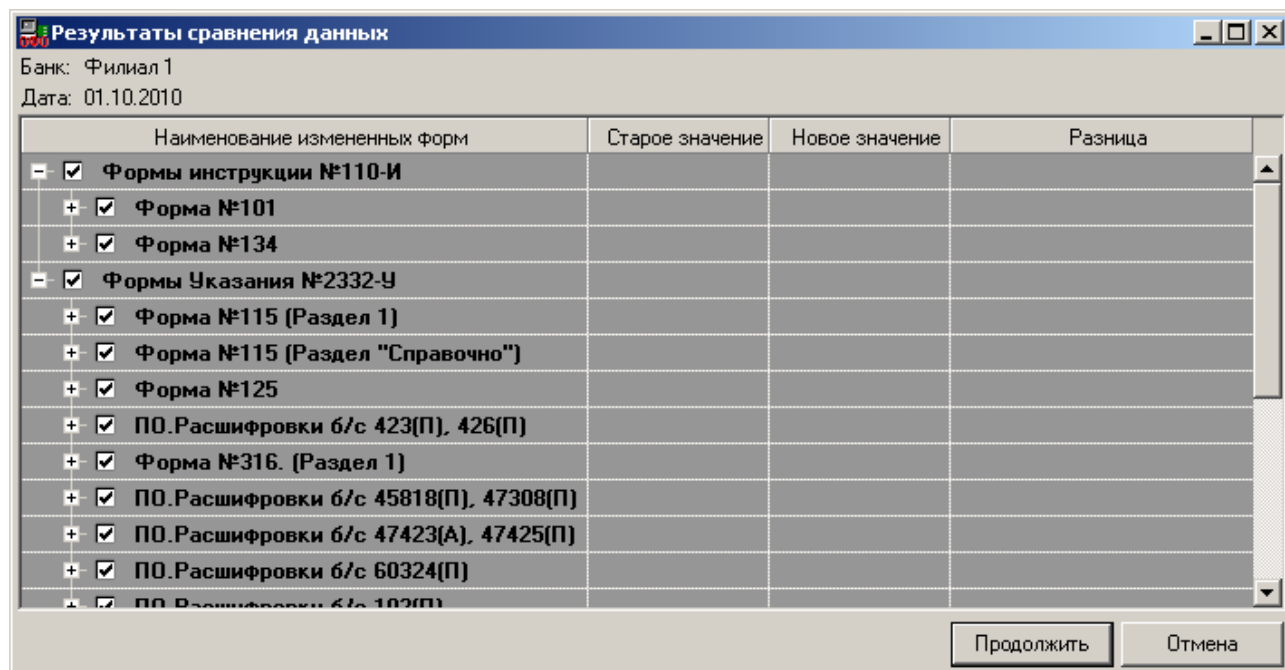 Результаты сравнения данных
Банк: Филиал 1
Дата: 01.10.2010
Наименование измененных форм Старое значение Новое значение Разница
Формы инструкции №110-И
Форма №101
Форма №134
Формы Указания №2332-У
Форма №115 (Раздел 1)
Форма №115 (Раздел "Справочно")
Форма №125
ПО.Расшифровки б/с 423(П), 426(П)
Форма №316. (Раздел 1)
ПО.Расшифровки б/с 45818(П), 47308(П)
ПО.Расшифровки б/с 47423(А), 47425(П)
ПО.Расшифровки б/с 60324(П)
ПО.Расшифровки б/с 102(П)
Продолжить Отмена